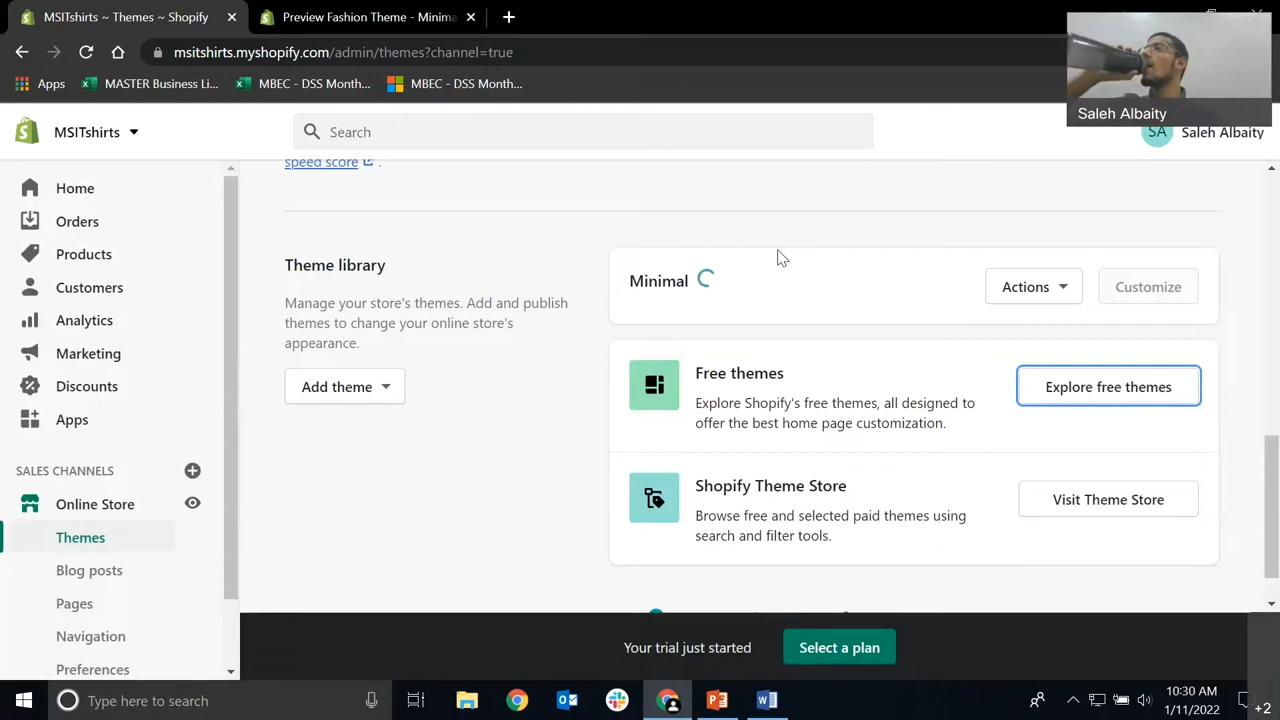 MSITshirts ~ Themes ~ Shopify
Preview Fashion Theme - Minima
msitshirts.myshopify.com/admin/themes?channel=true
Apps
MASTER Business Li...
MBEC - DSS Month...
MBEC - DSS Month...
Saleh Albaity
MSITshirts
Search
SA
Saleh Albaity
speed score .
Home
Orders
Products
Customers
Analytics
Marketing
Discounts
Apps
SALES CHANNELS
Online Store
Themes
Blog posts
Pages
Navigation
Preferences
Theme library
Manage your store's themes. Add and publish
themes to change your online store's
appearance.
Add theme
Minimal
Actions
Customize
Free themes
Explore Shopify's free themes, all designed to
offer the best home page customization.
Explore free themes
Shopify Theme Store
Browse free and selected paid themes using
search and filter tools.
Visit Theme Store
Your trial just started
Select a plan
Type here to search
10:30 AM
1/11/2022
+2